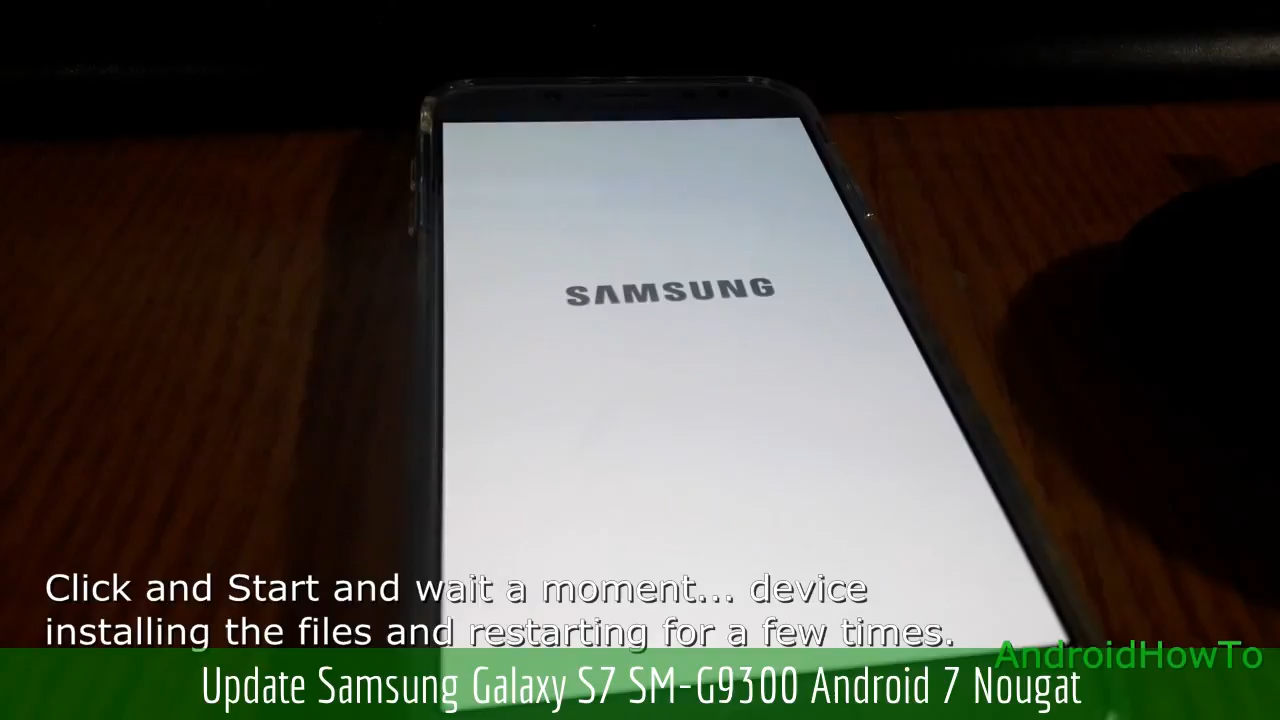 SAMSUNG
Click and Start and wait a moment... device
installing the files and restarting for a few times.
AndroidHowTo
Update Samsung Galaxy S7 SM-G9300 Android 7 Nougat